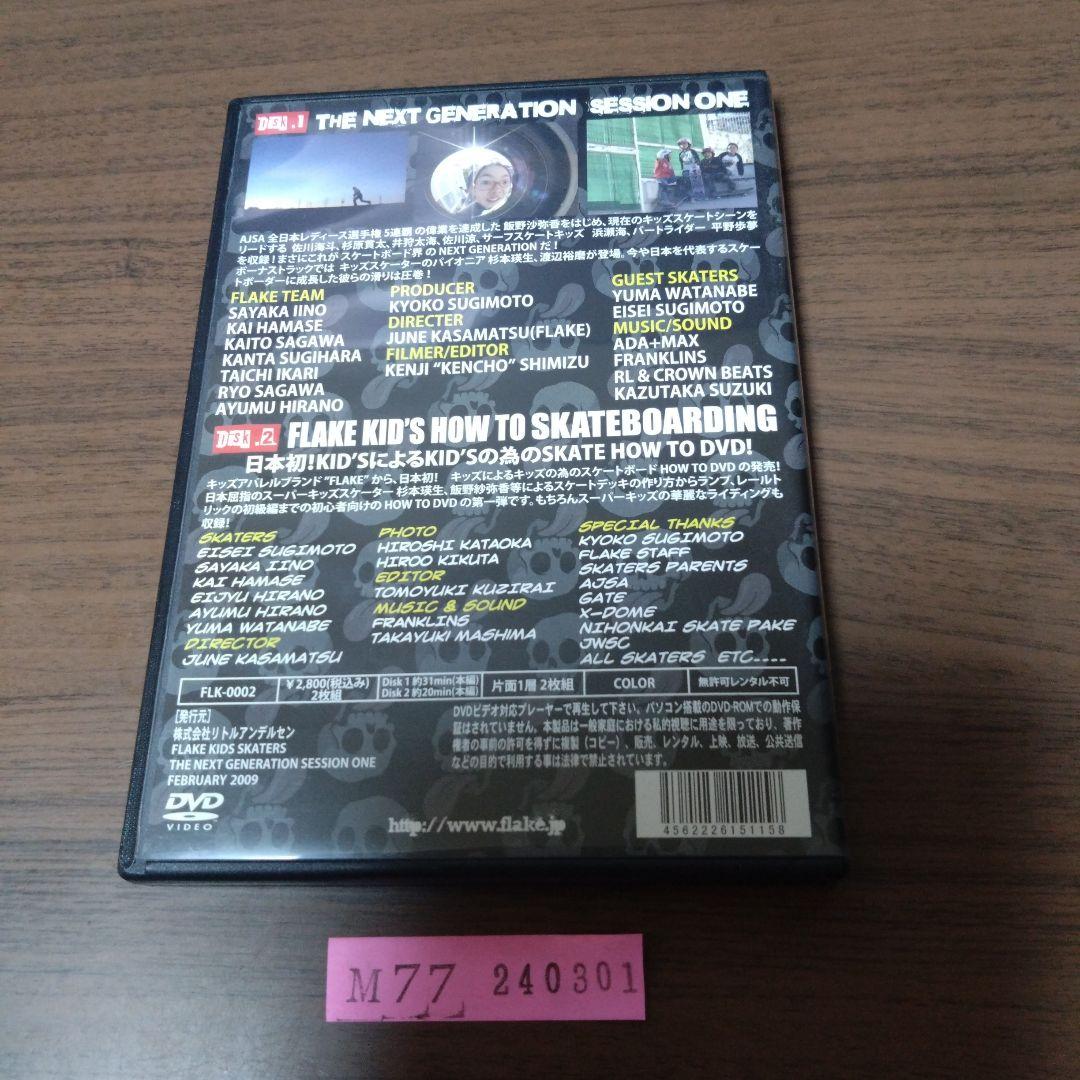 DESK.1 THE NEXT GENERATION SESSION ONE
AJSA 全日本レディース選手権 5連覇 の偉業を達成した 飯野沙弥香をはじめ、現在のキッズスケートシーンを
リードする 佐川海斗、杉原貫太、井狩太海、佐川涼、サーフスケートキッズ 浜瀬海、バートライダー 平野歩夢
を収録!まさにこれが スケートボード界 の NEXT GENERATION だ!
ボーナストラックでは キッズスケーターのパイオニア 杉本瑛生、渡辺裕磨が登場。今や日本を代表するスケー
トボーダーに成長した彼らの滑りは圧巻!
FLAKE TEAM
SAYAKA IINO
KAI HAMASE
KAITO SAGAWA
KANTA SUGIHARA
TAICHI IKARI
RYO SAGAWA
AYUMU HIRANO
PRODUCER
KYOKO SUGIMOTO
DIRECTER
JUNE KASAMATSU(FLAKE)
FILMER/EDITOR
KENJI "KENCHO" SHIMIZU
GUEST SKATERS
YUMA WATANABE
EISEI SUGIMOTO
MUSIC/SOUND
ADA+MAX
FRANKLINS
RL & CROWN BEATS
KAZUTAKA SUZUKI
DESK.2 FLAKE KID'S HOW TO SKATEBOARDING
日本初!KID'SによるKID'Sの為のSKATE HOW TO DVD!
キッズアパレルブランド "FLAKE" から、日本初! キッズによるキッズの為のスケートボード HOW TO DVD の発売!
日本屈指のスーパーキッズスケーター 杉本瑛生、飯野紗弥香等によるスケートデッキの作り方からランプ、レールト
リックの初級編までの初心者向けの HOW TO DVD の第一弾です。もちろんスーパーキッズの華麗なライディングも
収録!
SKATERS
EISEI SUGIMOTO
SAYAKA IINO
KAI HAMASE
EIJYU HIRANO
AYUMU HIRANO
YUMA WATANABE
DIRECTOR
JUNE KASAMATSU
PHOTO
HIROSHI KATAOKA
HIROO KIKUTA
EDITOR
TOMOYUKI KUZIRAI
MUSIC & SOUND
FRANKLINS
TAKAYUKI MASHIMA
SPECIAL THANKS
KYOKO SUGIMOTO
FLAKE STAFF
SKATERS PARENTS
AJSA
GATE
X-DOME
NIHONKAI SKATE PAKE
JWSC
ALL SKATERS ETC....
FLK-0002
¥2,800(税込み)
2枚組
Disk 1 約31min(本編)
Disk 2 約20min(本編)
片面1層 2枚組
COLOR
無許可レンタル不可
[発行元]
株式会社リトルアンデルセン
FLAKE KIDS SKATERS
THE NEXT GENERATION SESSION ONE
FEBRUARY 2009
DVDビデオ対応プレーヤーで再生して下さい。パソコン搭載のDVD-ROMでの動作保
証はされていません。本製品は一般家庭における私的視聴に用途を限っており、著作
権者の事前の許可を得ずに複製(コピー)、販売、レンタル、上映、放送、公共送信
などの目的で利用する事は法律で禁止されています。
DVD
VIDEO
http://www.flake.jp
4562226151158
M77 240301